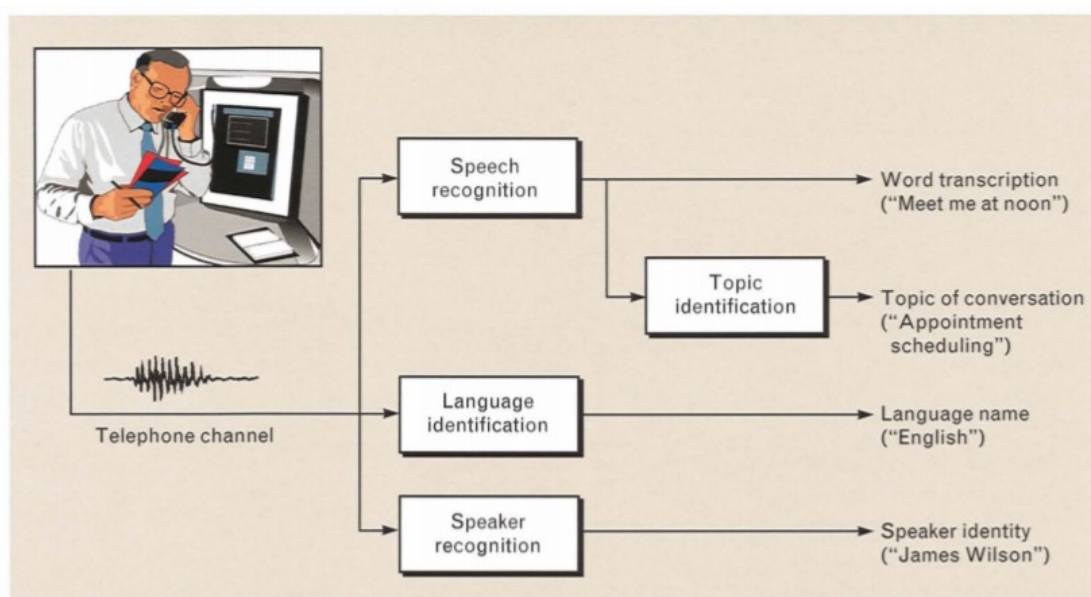 Speech
recognition
Word transcription
(“Meet me at noon”)
Topic
identification
Topic of conversation
(“Appointment
scheduling”)
Language
identification
Language name
(“English”)
Telephone channel
Speaker
recognition
Speaker identity
(“James Wilson”)